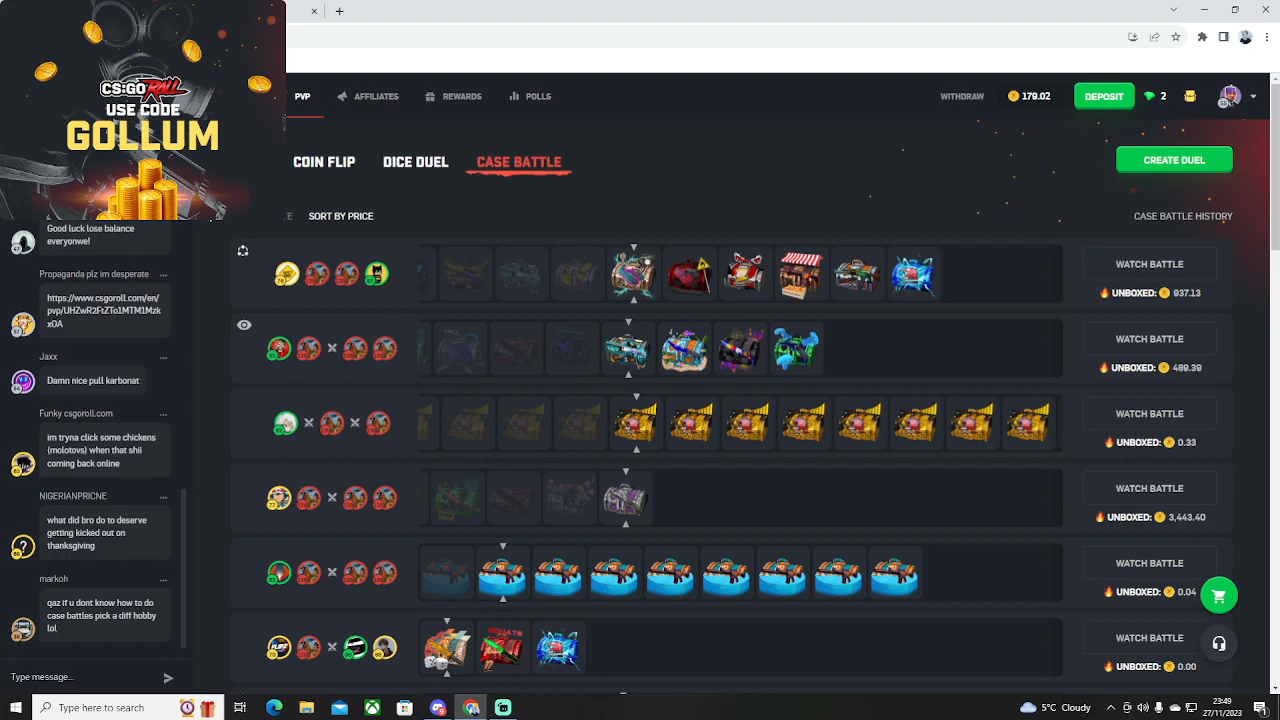 CS:GO ROLL
USE CODE
GOLLUM
PVP
AFFILIATES
REWARDS
POLLS
WITHDRAW
179.02
DEPOSIT
2
COIN FLIP
DICE DUEL
CASE BATTLE
CREATE DUEL
SORT BY PRICE
CASE BATTLE HISTORY
Good luck lose balance
everyonwe!
Propaganda plz im desperate
https://www.csgoroll.com/en/
pvp/UHZwR2FtZTo1MTM1Mzk
xOA
Jaxx
Damn nice pull karbonat
Funky csgoroll.com
im tryna click some chickens
(molotovs) when that shii
coming back online
NIGERIANPRICNE
what did bro do to deserve
getting kicked out on
thanksgiving
markoh
qaz if u dont know how to do
case battles pick a diff hobby
lol
Type message...
WATCH BATTLE
UNBOXED: 937.13
WATCH BATTLE
UNBOXED: 489.39
WATCH BATTLE
UNBOXED: 0.33
WATCH BATTLE
UNBOXED: 3,443.40
WATCH BATTLE
UNBOXED: 0.04
WATCH BATTLE
UNBOXED: 0.00
Type here to search
5°C Cloudy
23:49
27/11/2023